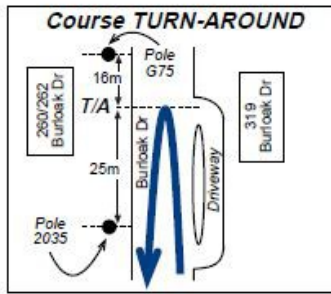 Course TURN-AROUND
Pole
G75
16m
T/A
25m
260/262
Burloak Dr
Burloak Dr
319
Burloak Dr
Driveway
Pole
2035